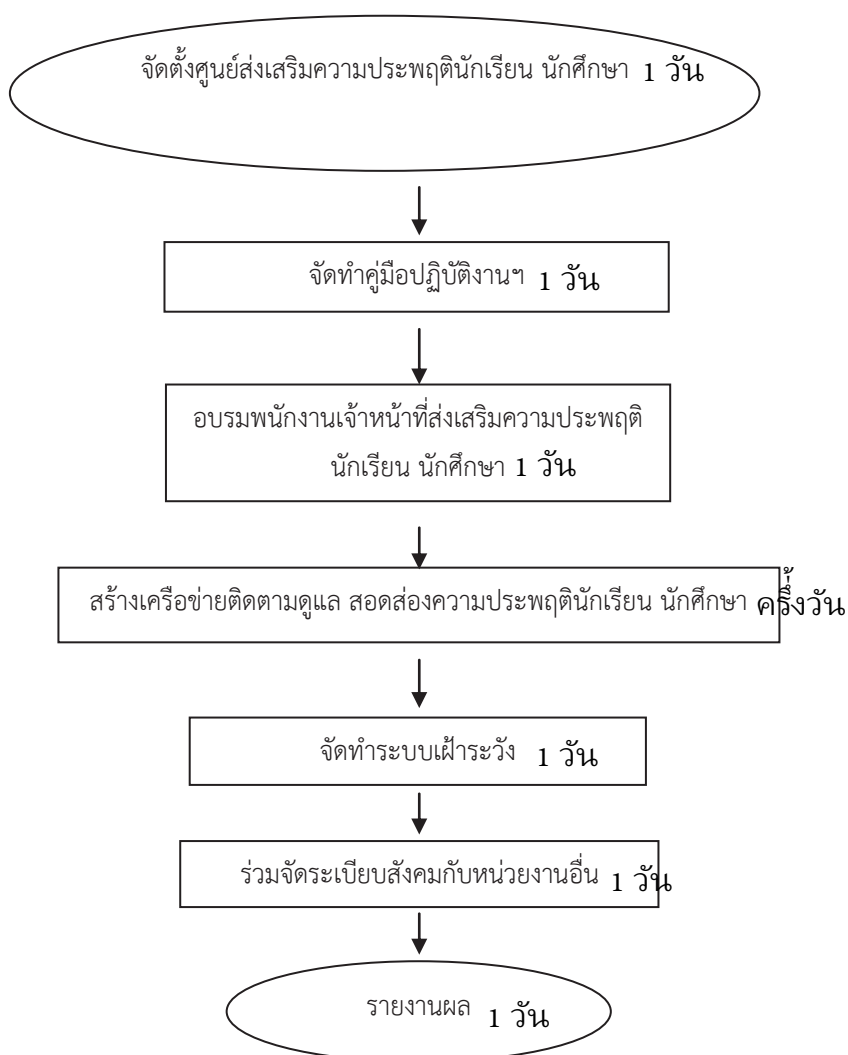 จัดตั้งศูนย์ส่งเสริมความประพฤตินักเรียน นักศึกษา 1 วัน
จัดทำคู่มือปฏิบัติงานฯ 1 วัน
อบรมพนักงานเจ้าหน้าที่ส่งเสริมความประพฤติ
นักเรียน นักศึกษา 1 วัน
สร้างเครือข่ายติดตามดูแล สอดส่องความประพฤตินักเรียน นักศึกษา ครึ่งวัน
จัดทำระบบเฝ้าระวัง 1 วัน
ร่วมจัดระเบียบสังคมกับหน่วยงานอื่น 1 วัน
รายงานผล 1 วัน